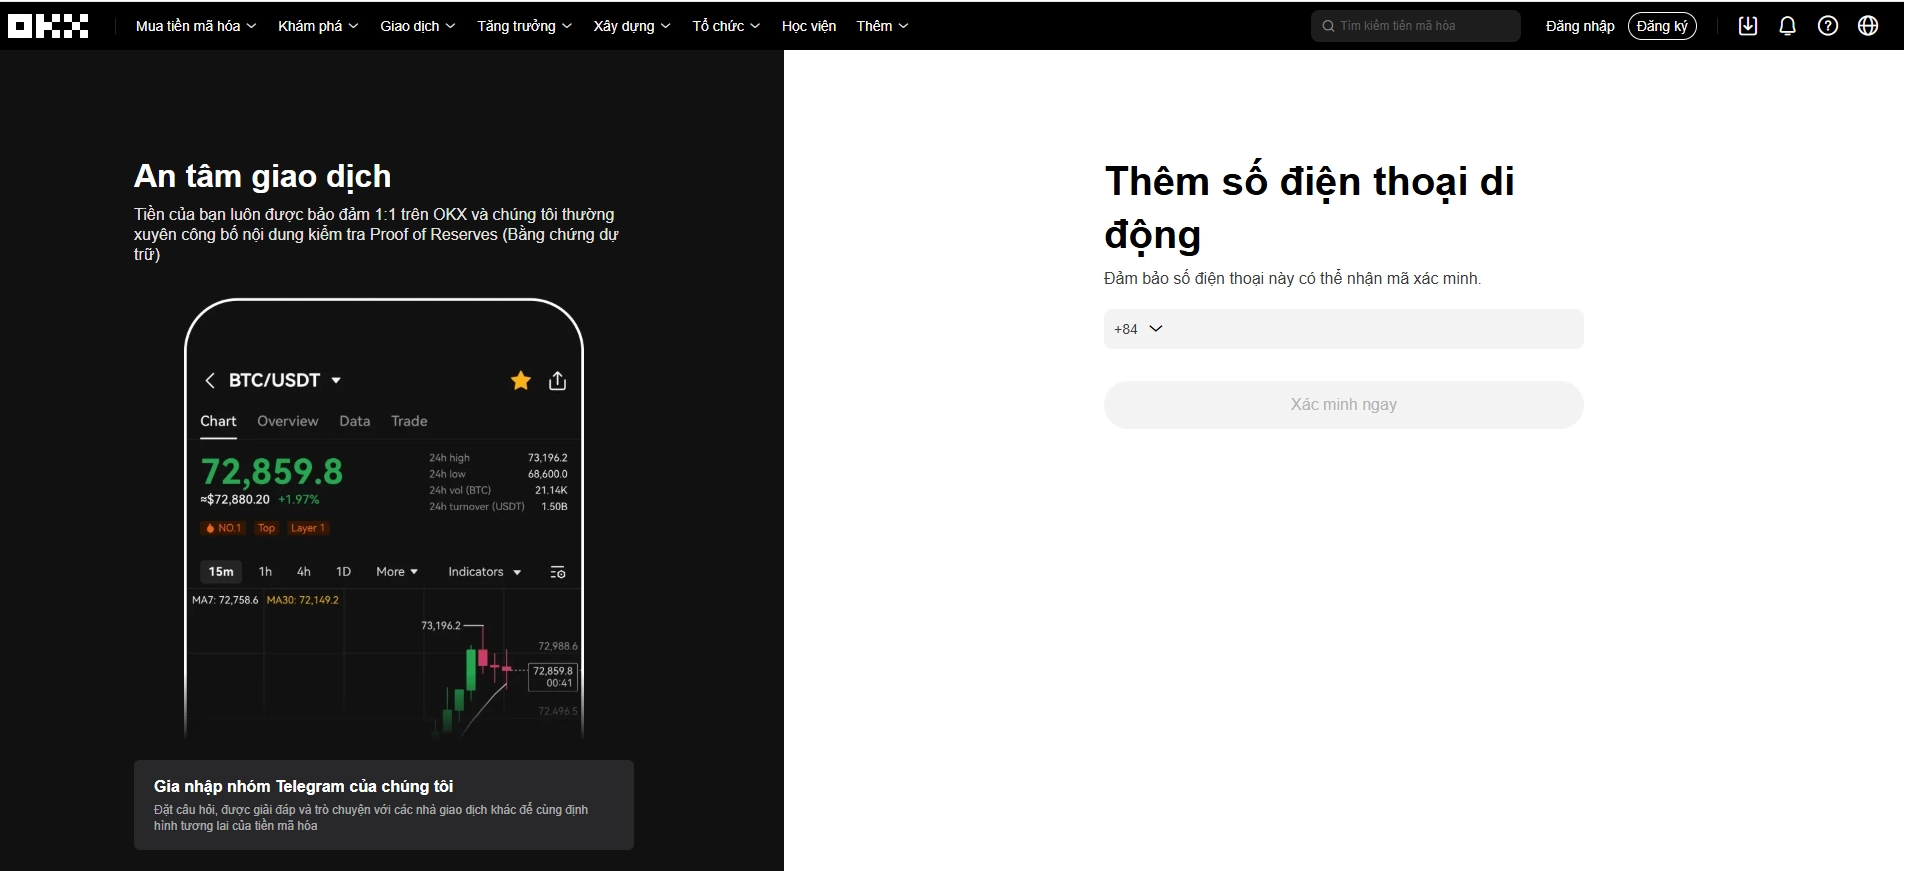 OKX
Mua tiền mã hóa Khám phá Giao dịch Tăng trưởng Xây dựng Tổ chức Học viện Thêm
Tìm kiếm tiền mã hóa
Đăng nhập Đăng ký
An tâm giao dịch
Tiền của bạn luôn được bảo đảm 1:1 trên OKX và chúng tôi thường
xuyên công bố nội dung kiểm tra Proof of Reserves (Bằng chứng dự
trữ)
BTC/USDT
Chart Overview Data Trade
72,859.8
≈$72,880.20 +1.97%
24h high 73,196.2
24h low 68,600.0
24h vol (BTC) 21.14K
24h turnover (USDT) 1.50B
NO.1 Top Layer 1
15m 1h 4h 1D More Indicators
MA7: 72,758.6 MA30: 72,149.2
73,196.2
72,988.6
72,859.8
00:41
72,496.5
Gia nhập nhóm Telegram của chúng tôi
Đặt câu hỏi, được giải đáp và trò chuyện với các nhà giao dịch khác để cùng định
hình tương lai của tiền mã hóa
Thêm số điện thoại di
động
Đảm bảo số điện thoại này có thể nhận mã xác minh.
+84
Xác minh ngay